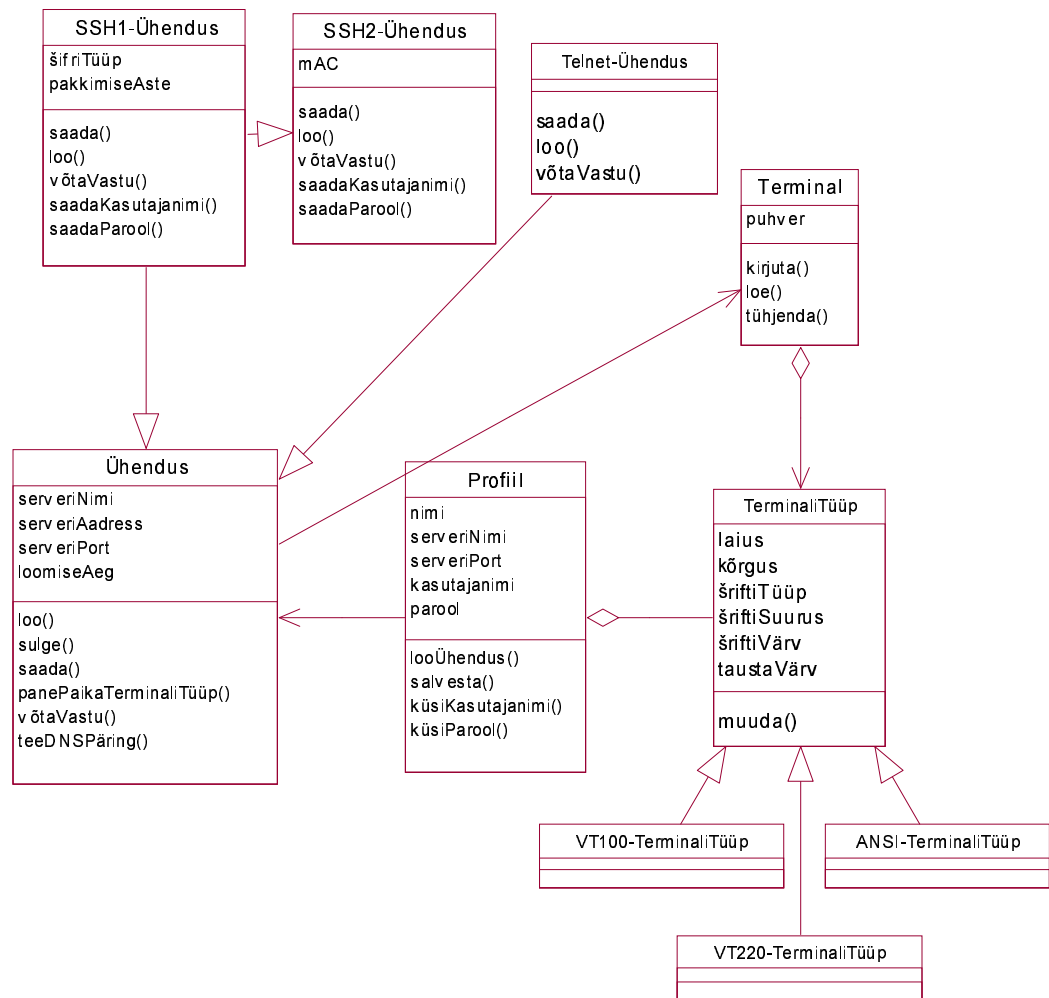 SSH1-Ühendus
šifriTüüp
pakkimiseAste
saada()
loo()
võtaVastu()
saadaKasutajanimi()
saadaParool()
SSH2-Ühendus
mAC
saada()
loo()
võtaVastu()
saadaKasutajanimi()
saadaParool()
Telnet-Ühendus
saada()
loo()
võtaVastu()
Terminal
puhver
kirjuta()
loe()
tühjenda()
Ühendus
serveriNimi
serveriAadress
serveriPort
loomiseAeg
loo()
sulge()
saada()
panePaikaTerminaliTüüp()
võtaVastu()
teeDNSPäring()
Profiil
nimi
serveriNimi
serveriPort
kasutajanimi
parool
looÜhendus()
salvesta()
küsiKasutajanimi()
küsiParool()
TerminaliTüüp
laius
kõrgus
šriftiTüüp
šriftiSuurus
šriftiVärv
taustaVärv
muuda()
VT100-TerminaliTüüp
ANSI-TerminaliTüüp
VT220-TerminaliTüüp